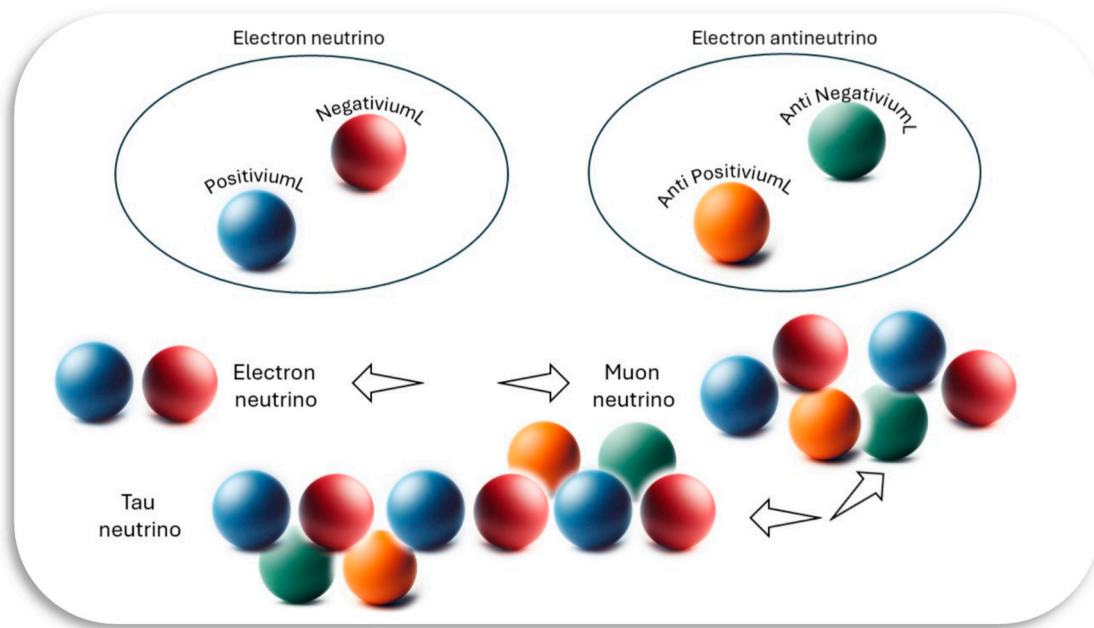 Electron neutrino
Electron antineutrino
NegativiumL
PositiviumL
Anti NegativiumL
Anti PositiviumL
Electron
neutrino
Muon
neutrino
Tau
neutrino